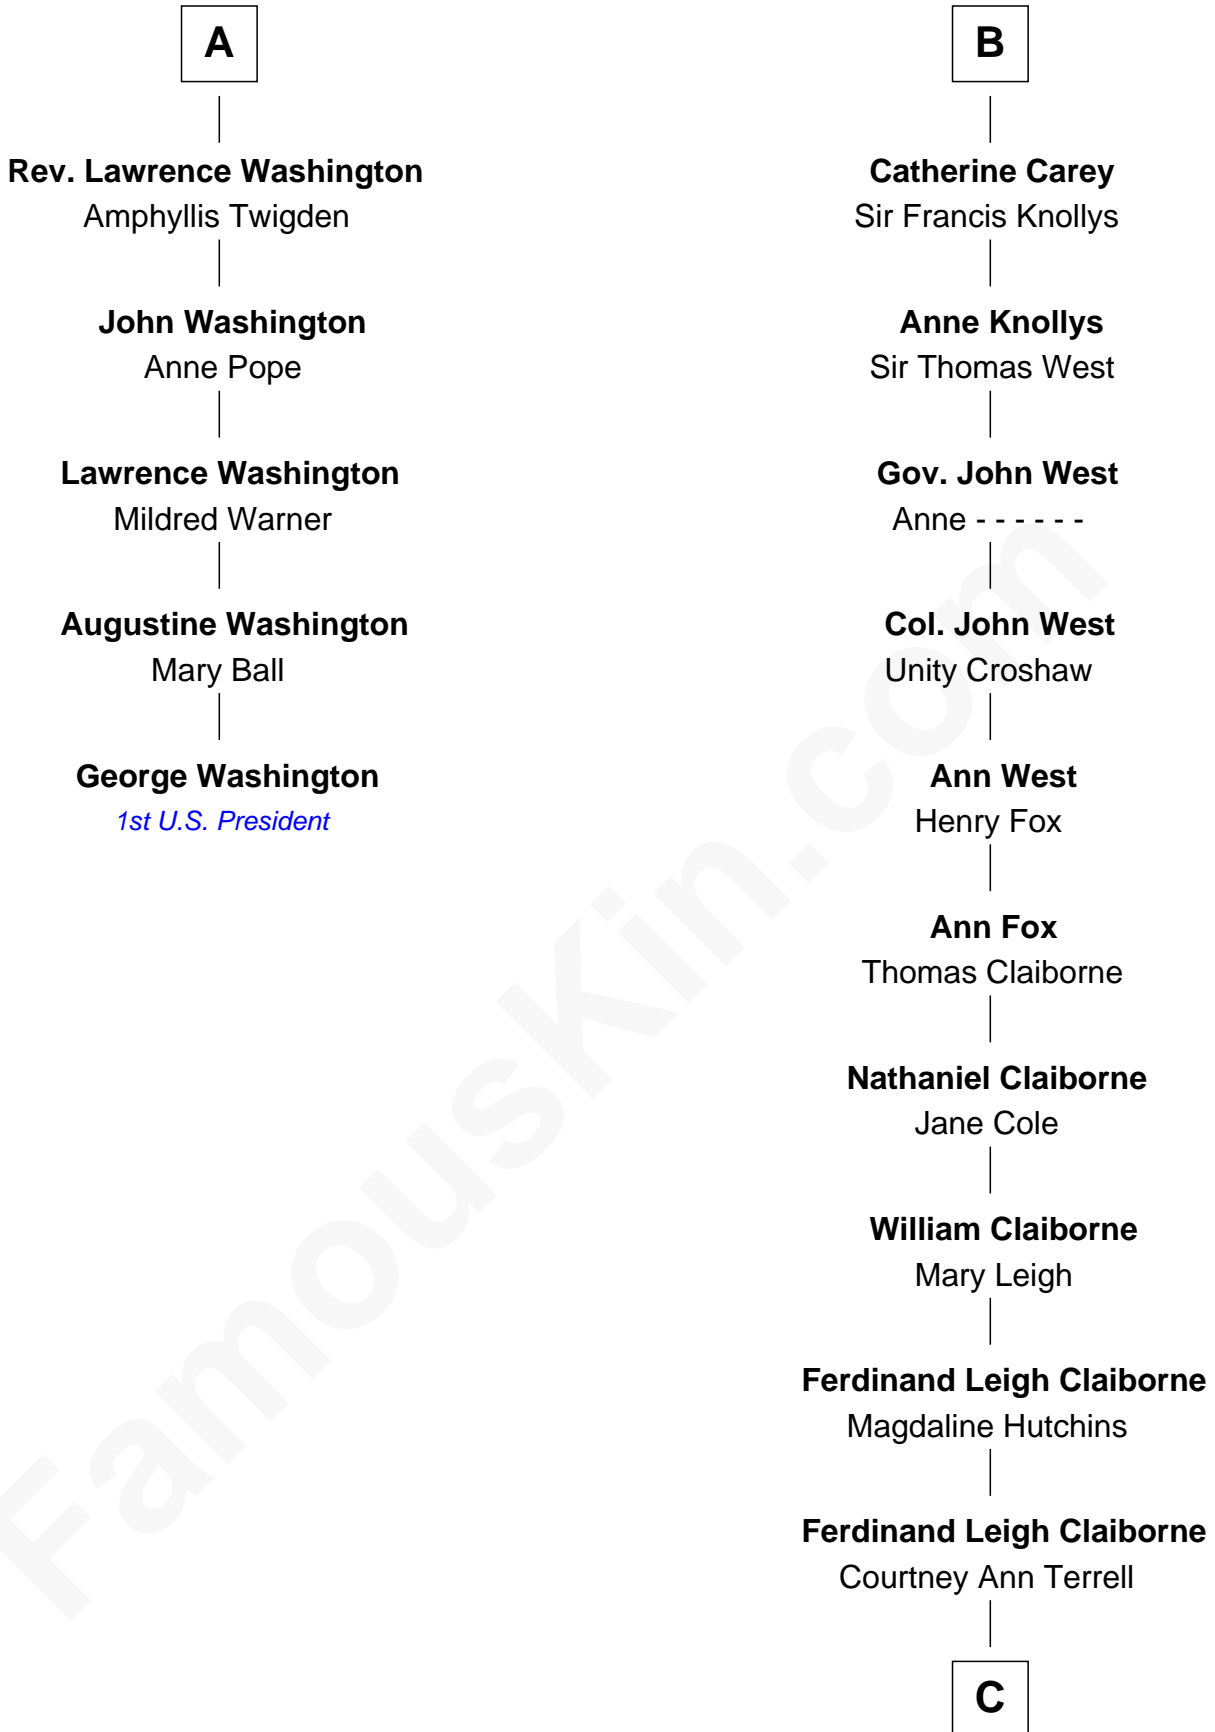 A
Rev. Lawrence Washington
Amphyllis Twigden
John Washington
Anne Pope
Lawrence Washington
Mildred Warner
Augustine Washington
Mary Ball
George Washington
1st U.S. President
B
Catherine Carey
Sir Francis Knollys
Anne Knollys
Sir Thomas West
Gov. John West
Anne - - - - - -
Col. John West
Unity Croshaw
Ann West
Henry Fox
Ann Fox
Thomas Claiborne
Nathaniel Claiborne
Jane Cole
William Claiborne
Mary Leigh
Ferdinand Leigh Claiborne
Magdaline Hutchins
Ferdinand Leigh Claiborne
Courtney Ann Terrell
C
FamousKin.com